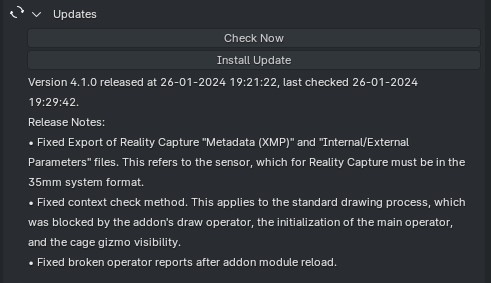 Updates
Check Now
Install Update
Version 4.1.0 released at 26-01-2024 19:21:22, last checked 26-01-2024
19:29:42.
Release Notes:
• Fixed Export of Reality Capture "Metadata (XMP)" and "Internal/External
Parameters" files. This refers to the sensor, which for Reality Capture must be in the
35mm system format.
• Fixed context check method. This applies to the standard drawing process, which
was blocked by the addon's draw operator, the initialization of the main operator,
and the cage gizmo visibility.
• Fixed broken operator reports after addon module reload.